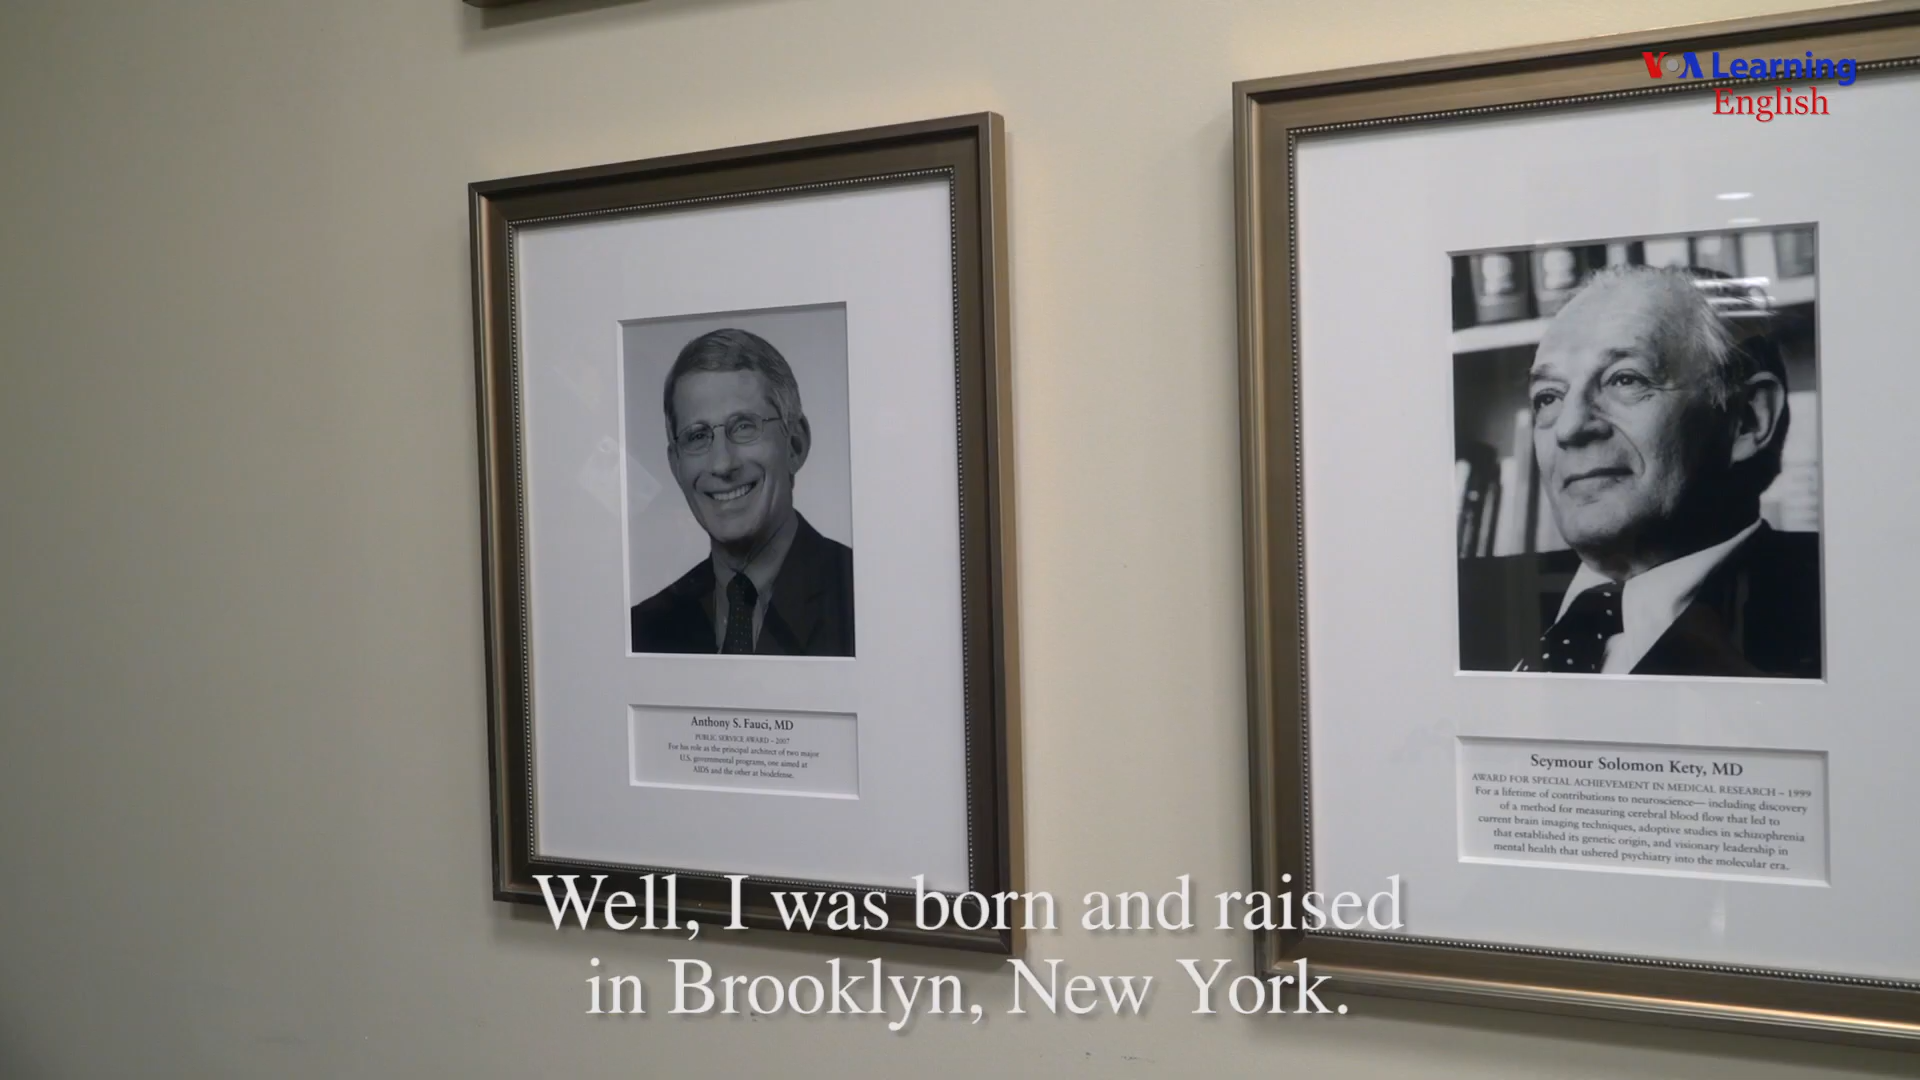 VOA Learning
English
Anthony S. Fauci, MD
PUBLIC SERVICE AWARD – 2007
For his role as the principal architect of two major
U.S. governmental programs, one aimed at
AIDS and the other at biodefense.
Seymour Solomon Kety, MD
AWARD FOR SPECIAL ACHIEVEMENT IN MEDICAL RESEARCH – 1999
For a lifetime of contributions to neuroscience— including discovery
of a method for measuring cerebral blood flow that led to
current brain imaging techniques, adoptive studies in schizophrenia
that established its genetic origin, and visionary leadership in
mental health that ushered psychiatry into the molecular era.
Well, I was born and raised
in Brooklyn, New York.